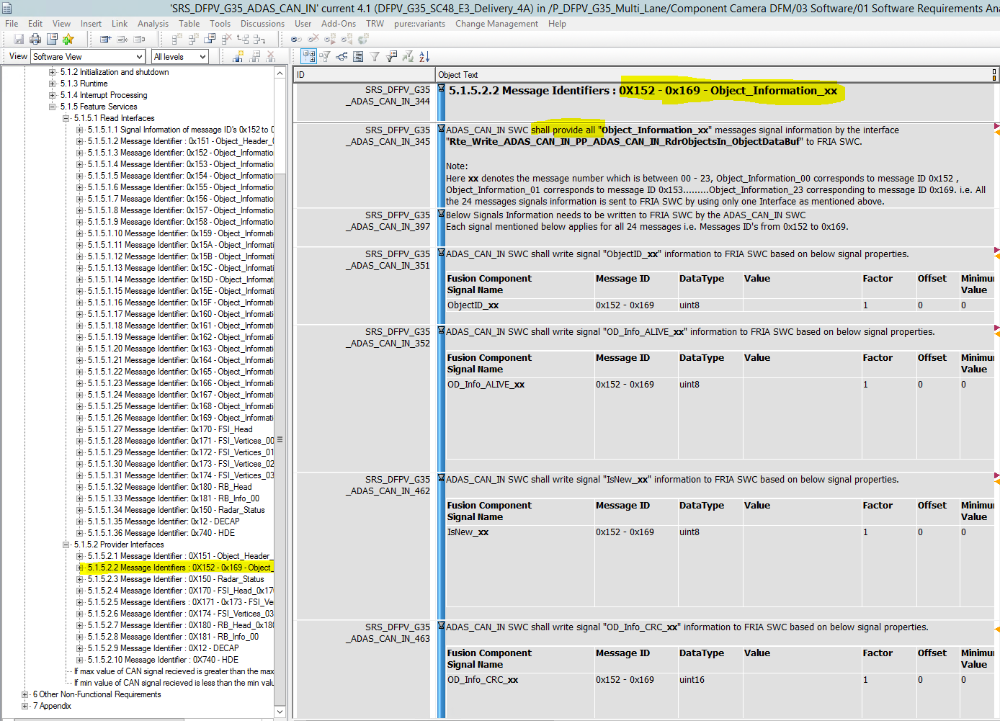 'SRS_DFPV_G35_ADAS_CAN_IN' current 4.1 (DFPV_G35_SC48_E3_Delivery_4A) in /P_DFPV_G35_Multi_Lane/Component Camera DFM/03 Software/01 Software Requirements Ana
File Edit View Insert Link Analysis Table Tools Discussions User Add-Ons TRW pure::variants Change Management Help
View Software View All levels
5.1.2 Initialization and shutdown
5.1.3 Runtime
5.1.4 Interrupt Processing
5.1.5 Feature Services
5.1.5.1 Read Interfaces
5.1.5.1.1 Signal Information of message ID's 0x152 to 0
5.1.5.1.2 Message Identifier : 0x151 - Object_Header_0
5.1.5.1.3 Message Identifier: 0x152 - Object_Informatio
5.1.5.1.4 Message Identifier: 0x153 - Object_Informatio
5.1.5.1.5 Message Identifier: 0x154 - Object_Informatio
5.1.5.1.6 Message Identifier: 0x155 - Object_Informatio
5.1.5.1.7 Message Identifier: 0x156 - Object_Informatio
5.1.5.1.8 Message Identifier: 0x157 - Object_Informatio
5.1.5.1.9 Message Identifier: 0x158 - Object_Informatio
5.1.5.1.10 Message Identifier: 0x159 - Object_Informati
5.1.5.1.11 Message Identifier: 0x15A - Object_Informati
5.1.5.1.12 Message Identifier: 0x15B - Object_Informati
5.1.5.1.13 Message Identifier: 0x15C - Object_Informati
5.1.5.1.14 Message Identifier: 0x15D - Object_Informati
5.1.5.1.15 Message Identifier: 0x15E - Object_Informati
5.1.5.1.16 Message Identifier: 0x15F - Object_Informati
5.1.5.1.17 Message Identifier: 0x160 - Object_Informati
5.1.5.1.18 Message Identifier: 0x161 - Object_Informati
5.1.5.1.19 Message Identifier: 0x162 - Object_Informati
5.1.5.1.20 Message Identifier: 0x163 - Object_Informati
5.1.5.1.21 Message Identifier: 0x164 - Object_Informati
5.1.5.1.22 Message Identifier: 0x165 - Object_Informati
5.1.5.1.23 Message Identifier: 0x166 - Object_Informati
5.1.5.1.24 Message Identifier: 0x167 - Object_Informati
5.1.5.1.25 Message Identifier: 0x168 - Object_Informati
5.1.5.1.26 Message Identifier: 0x169 - Object_Informati
5.1.5.1.27 Message Identifier: 0x170 - FSI_Head
5.1.5.1.28 Message Identifier: 0x171 - FSI_Vertices_00
5.1.5.1.29 Message Identifier: 0x172 - FSI_Vertices_01
5.1.5.1.30 Message Identifier: 0x173 - FSI_Vertices_02
5.1.5.1.31 Message Identifier: 0x174 - FSI_Vertices_03
5.1.5.1.32 Message Identifier: 0x180 - RB_Head
5.1.5.1.33 Message Identifier: 0x181 - RB_Info_00
5.1.5.1.34 Message Identifier: 0x150 - Radar_Status
5.1.5.1.35 Message Identifier: 0x12 - DECAP
5.1.5.1.36 Message Identifier: 0x740 - HDE
5.1.5.2 Provider Interfaces
5.1.5.2.1 Message Identifier : 0X151 - Object_Header_
5.1.5.2.2 Message Identifiers : 0X152 - 0x169 - Object_
5.1.5.2.3 Message Identifier : 0X150 - Radar_Status
5.1.5.2.4 Message Identifier : 0X170 - FSI_Head_0x17
5.1.5.2.5 Message Identifiers : 0X171 - 0x173 - FSI_Ve
5.1.5.2.6 Message Identifier : 0X174 - FSI_Vertices_03
5.1.5.2.7 Message Identifier : 0X180 - RB_Head_0x180
5.1.5.2.8 Message Identifier : 0X181 - RB_Info_00
5.1.5.2.9 Message Identifier : 0X12 - DECAP
5.1.5.2.10 Message Identifier : 0X740 - HDE
If max value of CAN signal recieved is greater than the max
If min value of CAN signal recieved is less than the min valu
6 Other Non-Functional Requirements
7 Appendix
ID Object Text
SRS_DFPV_G35
_ADAS_CAN_IN_344
5.1.5.2.2 Message Identifiers : 0X152 - 0x169 - Object_Information_xx
SRS_DFPV_G35
_ADAS_CAN_IN_345
ADAS_CAN_IN SWC shall provide all "Object_Information_xx" messages signal information by the interface
"Rte_Write_ADAS_CAN_IN_PP_ADAS_CAN_IN_RdrObjectsIn_ObjectDataBuf" to FRIA SWC.
Note:
Here xx denotes the message number which is between 00 - 23, Object_Information_00 corresponds to message ID 0x152 ,
Object_Information_01 corresponds to message ID 0x153.........Object_Information_23 corresponding to message ID 0x169. i.e. All
the 24 messages signals information is sent to FRIA SWC by using only one Interface as mentioned above.
SRS_DFPV_G35
_ADAS_CAN_IN_397
Below Signals Information needs to be written to FRIA SWC by the ADAS_CAN_IN SWC
Each signal mentioned below applies for all 24 messages i.e. Messages ID's from 0x152 to 0x169.
SRS_DFPV_G35
_ADAS_CAN_IN_351
ADAS_CAN_IN SWC shall write signal "ObjectID_xx" information to FRIA SWC based on below signal properties.
Fusion Component Message ID DataType Value Factor Offset Minimu
Signal Name Value
ObjectID_xx 0x152 - 0x169 uint8 1 0 0
SRS_DFPV_G35
_ADAS_CAN_IN_352
ADAS_CAN_IN SWC shall write signal "OD_Info_ALIVE_xx" information to FRIA SWC based on below signal properties.
Fusion Component Message ID DataType Value Factor Offset Minimu
Signal Name Value
OD_Info_ALIVE_xx 0x152 - 0x169 uint8 1 0 0
SRS_DFPV_G35
_ADAS_CAN_IN_462
ADAS_CAN_IN SWC shall write signal "IsNew_xx" information to FRIA SWC based on below signal properties.
Fusion Component Message ID DataType Value Factor Offset Minimu
Signal Name Value
IsNew_xx 0x152 - 0x169 uint8 1 0 0
SRS_DFPV_G35
_ADAS_CAN_IN_463
ADAS_CAN_IN SWC shall write signal "OD_Info_CRC_xx" information to FRIA SWC based on below signal properties.
Fusion Component Message ID DataType Value Factor Offset Minimu
Signal Name Value
OD_Info_CRC_xx 0x152 - 0x169 uint16 1 0 0